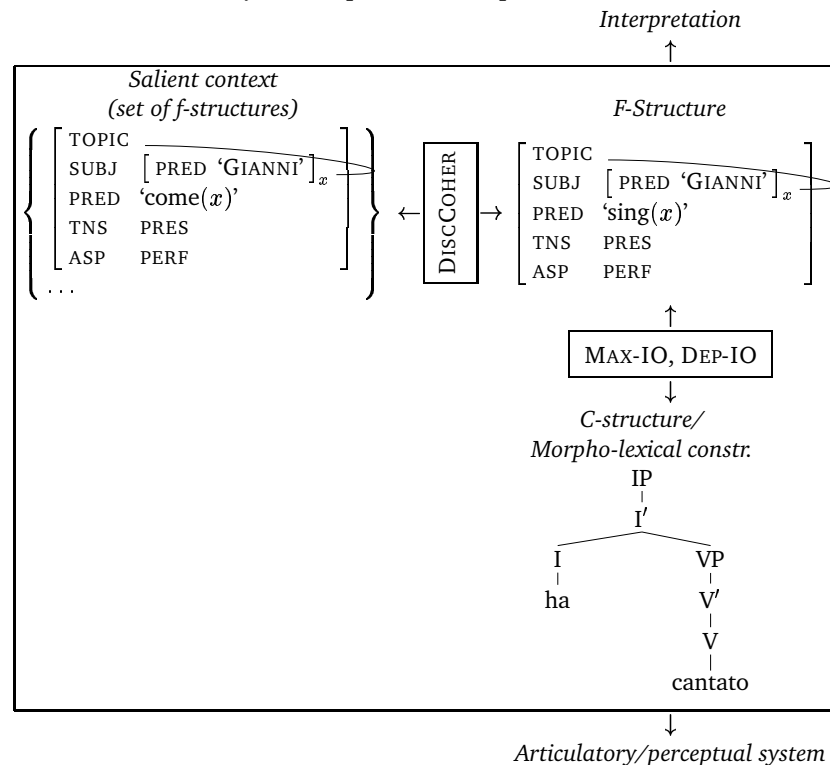 Interpretation
↑
Salient context
(set of f-structures)
TOPIC
SUBJ [ PRED ‘GIANNI’ ]x
PRED ‘come(x)’
TNS PRES
ASP PERF
. . .
← DISCCOHER →
F-Structure
TOPIC
SUBJ [ PRED ‘GIANNI’ ]x
PRED ‘sing(x)’
TNS PRES
ASP PERF
↑
MAX-IO, DEP-IO
↓
C-structure/
Morpho-lexical constr.
IP
I′
I VP
ha V′
V
cantato
↓
Articulatory/perceptual system